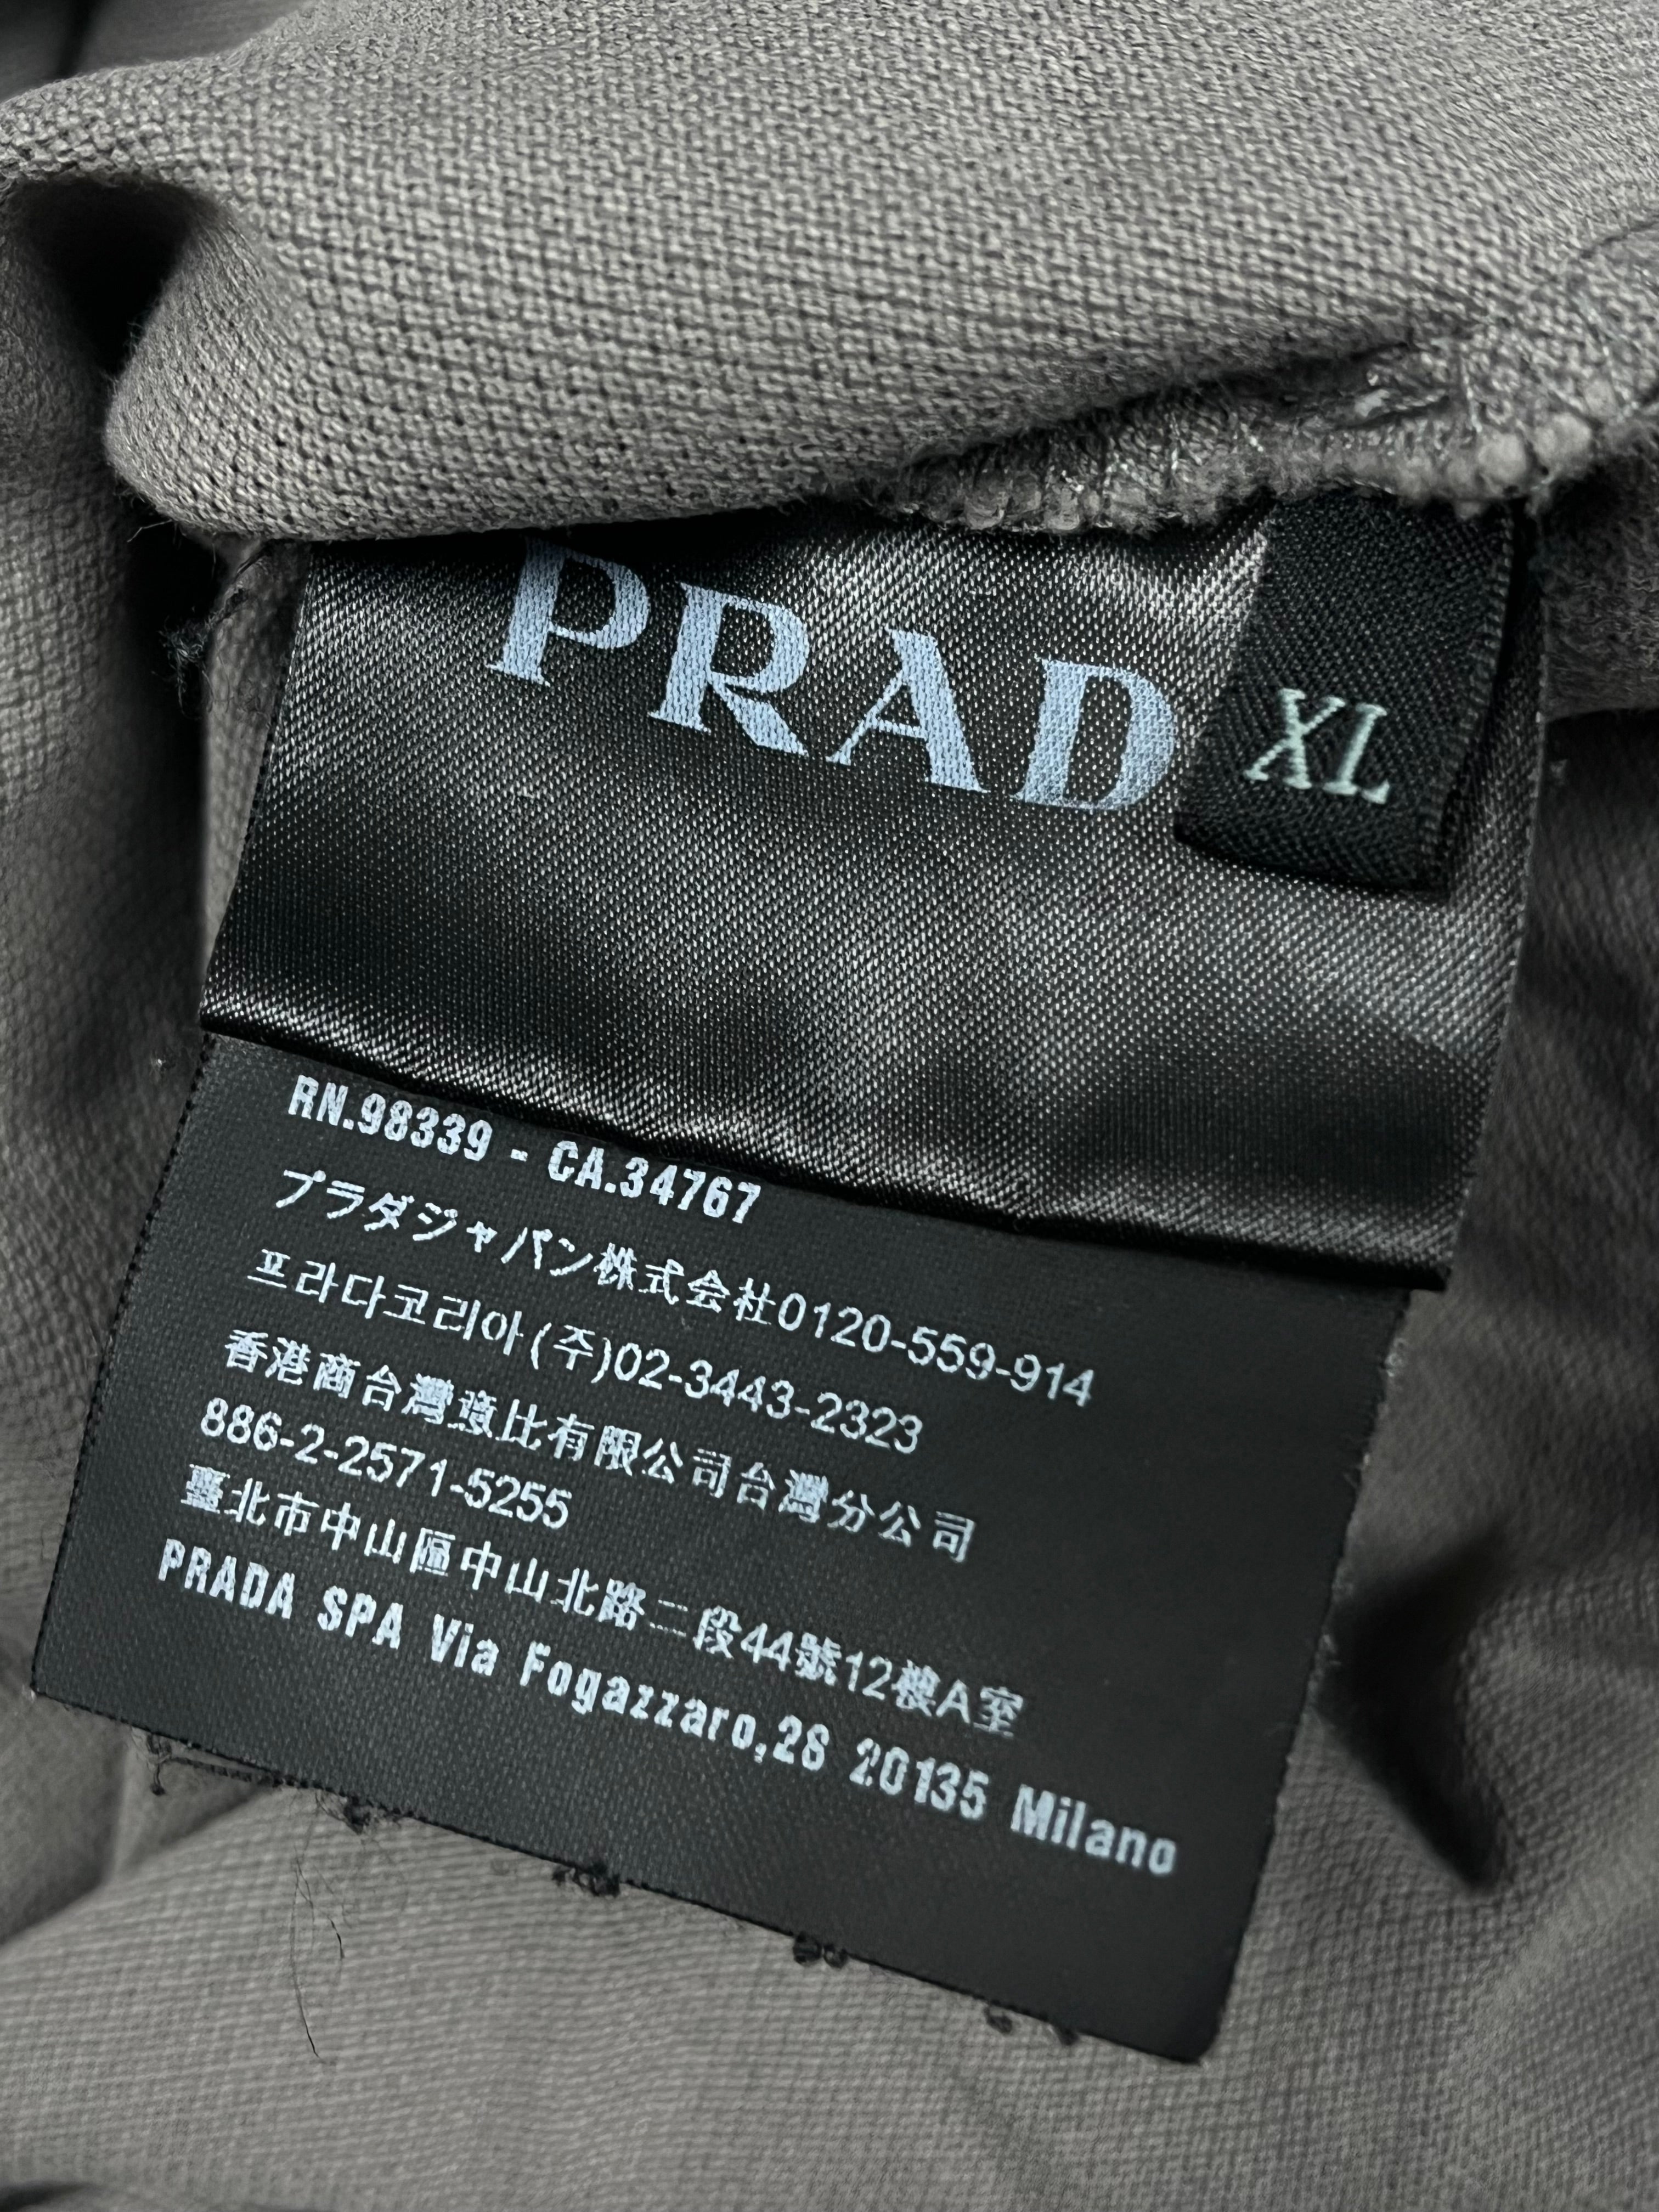 PRAD
XL
RN.98339 - CA.34767
プラダジャパン株式会社0120-559-914
프라다코리아(주)02-3443-2323
香港商台灣意比有限公司台灣分公司
886-2-2571-5255
臺北市中山區中山北路二段44號12樓A室
PRADA SPA Via Fogazzaro,28 20135 Milano